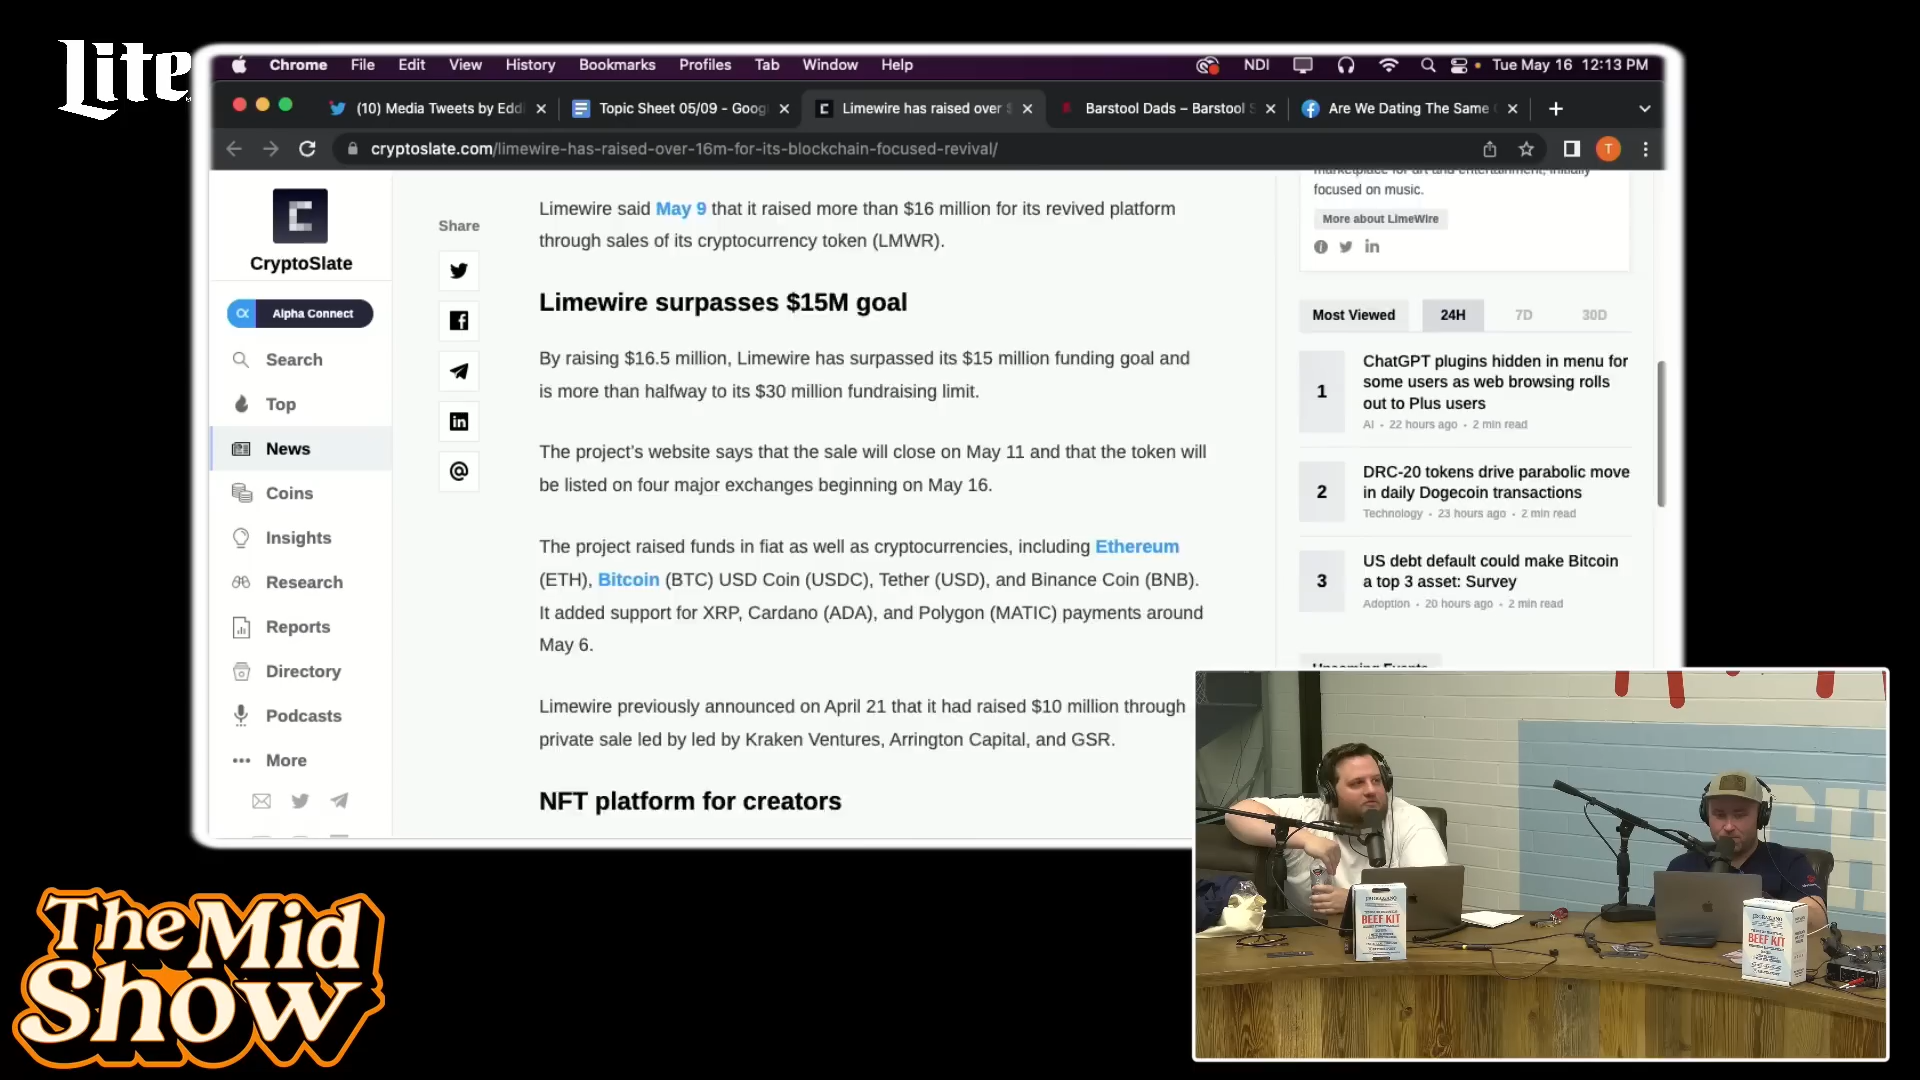 Lite
Chrome File Edit View History Bookmarks Profiles Tab Window Help NDI Tue May 16 12:13 PM
(10) Media Tweets by Eddi Topic Sheet 05/09 - Goog Limewire has raised over $ Barstool Dads – Barstool S Are We Dating The Same
cryptoslate.com/limewire-has-raised-over-16m-for-its-blockchain-focused-revival/
CryptoSlate
Alpha Connect
Search
Top
News
Coins
Insights
Research
Reports
Directory
Podcasts
More
Share
Limewire said May 9 that it raised more than $16 million for its revived platform
through sales of its cryptocurrency token (LMWR).
Limewire surpasses $15M goal
By raising $16.5 million, Limewire has surpassed its $15 million funding goal and
is more than halfway to its $30 million fundraising limit.
The project's website says that the sale will close on May 11 and that the token will
be listed on four major exchanges beginning on May 16.
The project raised funds in fiat as well as cryptocurrencies, including Ethereum
(ETH), Bitcoin (BTC) USD Coin (USDC), Tether (USD), and Binance Coin (BNB).
It added support for XRP, Cardano (ADA), and Polygon (MATIC) payments around
May 6.
Limewire previously announced on April 21 that it had raised $10 million through
private sale led by led by Kraken Ventures, Arrington Capital, and GSR.
NFT platform for creators
marketplace for art and entertainment, initially
focused on music.
More about LimeWire
Most Viewed 24H 7D 30D
1
ChatGPT plugins hidden in menu for
some users as web browsing rolls
out to Plus users
AI • 22 hours ago • 2 min read
2
DRC-20 tokens drive parabolic move
in daily Dogecoin transactions
Technology • 23 hours ago • 2 min read
3
US debt default could make Bitcoin
a top 3 asset: Survey
Adoption • 20 hours ago • 2 min read
Upcoming Events
BEEF KIT
BEEF KIT
The Mid
Show